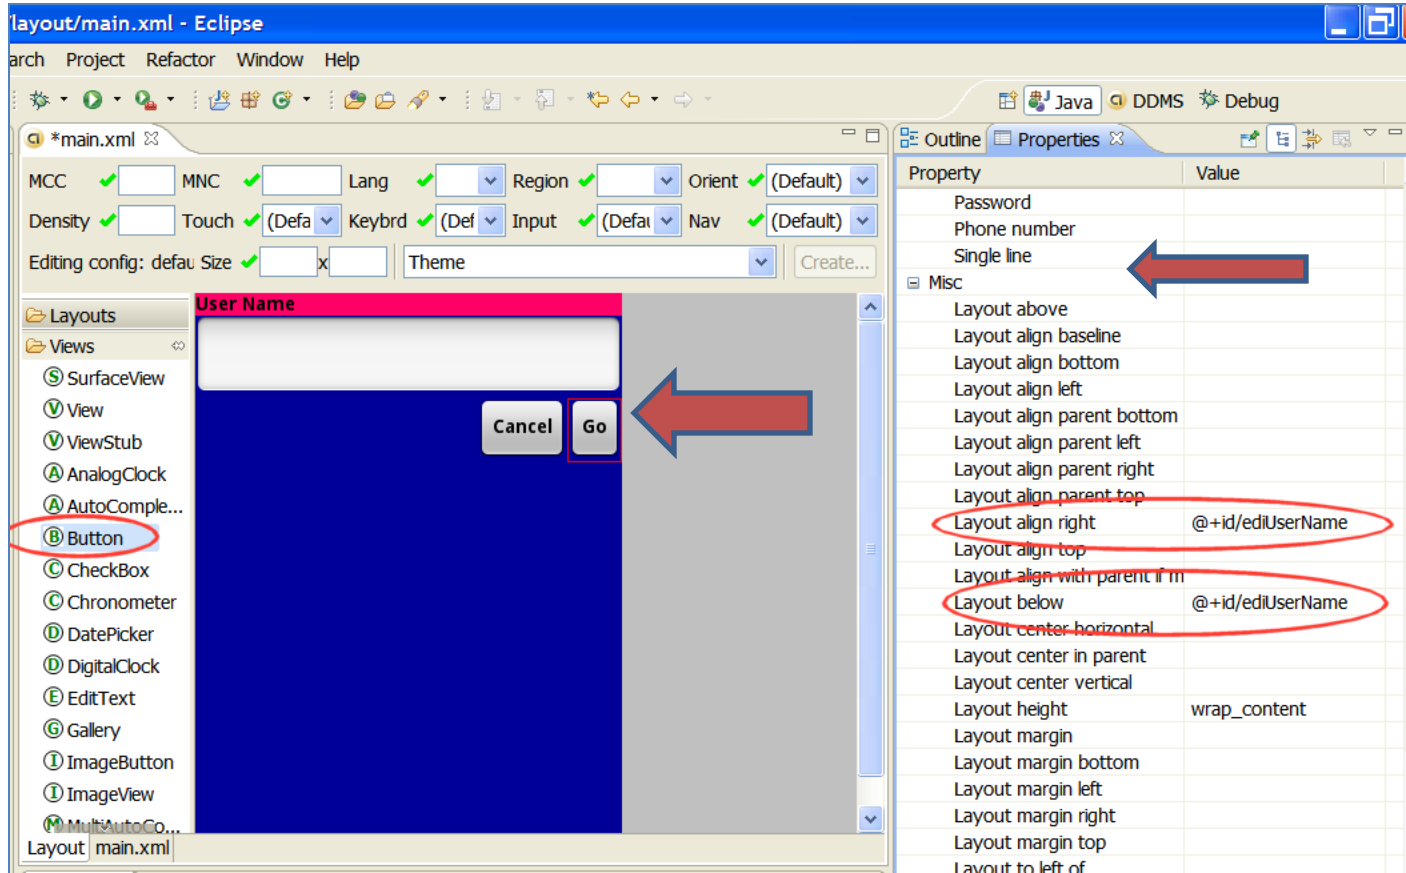 layout/main.xml - Eclipse
arch Project Refactor Window Help
Java DDMS Debug
*main.xml
Outline Properties
MCC MNC Lang Region Orient (Default)
Density Touch (Defa Keybrd (Def Input (Defau Nav (Default)
Editing config: defau Size x Theme Create...
Layouts
Views
SurfaceView
View
ViewStub
AnalogClock
AutoComple...
Button
CheckBox
Chronometer
DatePicker
DigitalClock
EditText
Gallery
ImageButton
ImageView
MultiAutoCo...
Layout main.xml
User Name
Cancel Go
Property Value
Password
Phone number
Single line
Misc
Layout above
Layout align baseline
Layout align bottom
Layout align left
Layout align parent bottom
Layout align parent left
Layout align parent right
Layout align parent top
Layout align right @+id/ediUserName
Layout align top
Layout align with parent if m
Layout below @+id/ediUserName
Layout center horizontal
Layout center in parent
Layout center vertical
Layout height wrap_content
Layout margin
Layout margin bottom
Layout margin left
Layout margin right
Layout margin top
Layout to left of